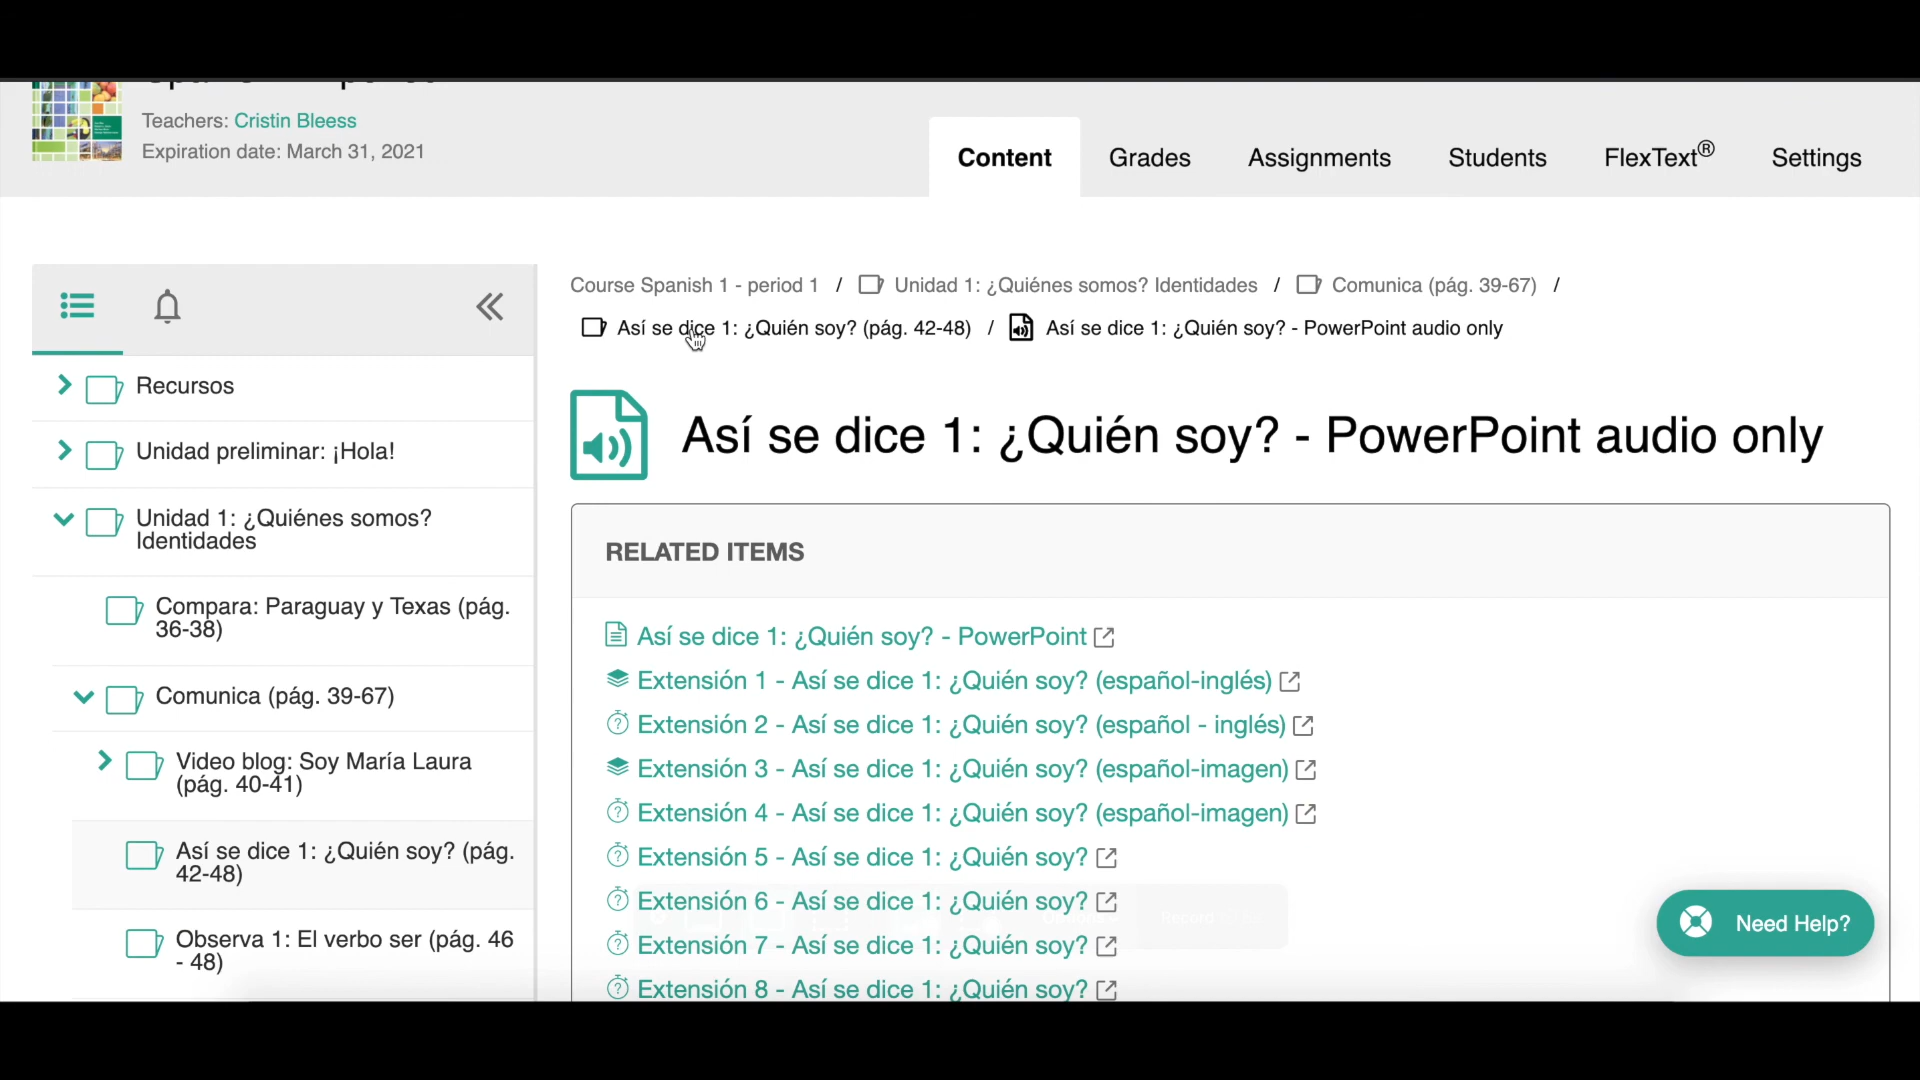 Teachers: Cristin Bleess
Expiration date: March 31, 2021
Content
Grades
Assignments
Students
FlexText®
Settings
Course Spanish 1 - period 1 / Unidad 1: ¿Quiénes somos? Identidades / Comunica (pág. 39-67) /
Así se dice 1: ¿Quién soy? (pág. 42-48) / Así se dice 1: ¿Quién soy? - PowerPoint audio only
Recursos
Unidad preliminar: ¡Hola!
Unidad 1: ¿Quiénes somos?
Identidades
Compara: Paraguay y Texas (pág.
36-38)
Comunica (pág. 39-67)
Video blog: Soy María Laura
(pág. 40-41)
Así se dice 1: ¿Quién soy? (pág.
42-48)
Observa 1: El verbo ser (pág. 46
- 48)
Así se dice 1: ¿Quién soy? - PowerPoint audio only
RELATED ITEMS
Así se dice 1: ¿Quién soy? - PowerPoint
Extensión 1 - Así se dice 1: ¿Quién soy? (español-inglés)
Extensión 2 - Así se dice 1: ¿Quién soy? (español - inglés)
Extensión 3 - Así se dice 1: ¿Quién soy? (español-imagen)
Extensión 4 - Así se dice 1: ¿Quién soy? (español-imagen)
Extensión 5 - Así se dice 1: ¿Quién soy?
Extensión 6 - Así se dice 1: ¿Quién soy?
Extensión 7 - Así se dice 1: ¿Quién soy?
Extensión 8 - Así se dice 1: ¿Quién soy?
Need Help?